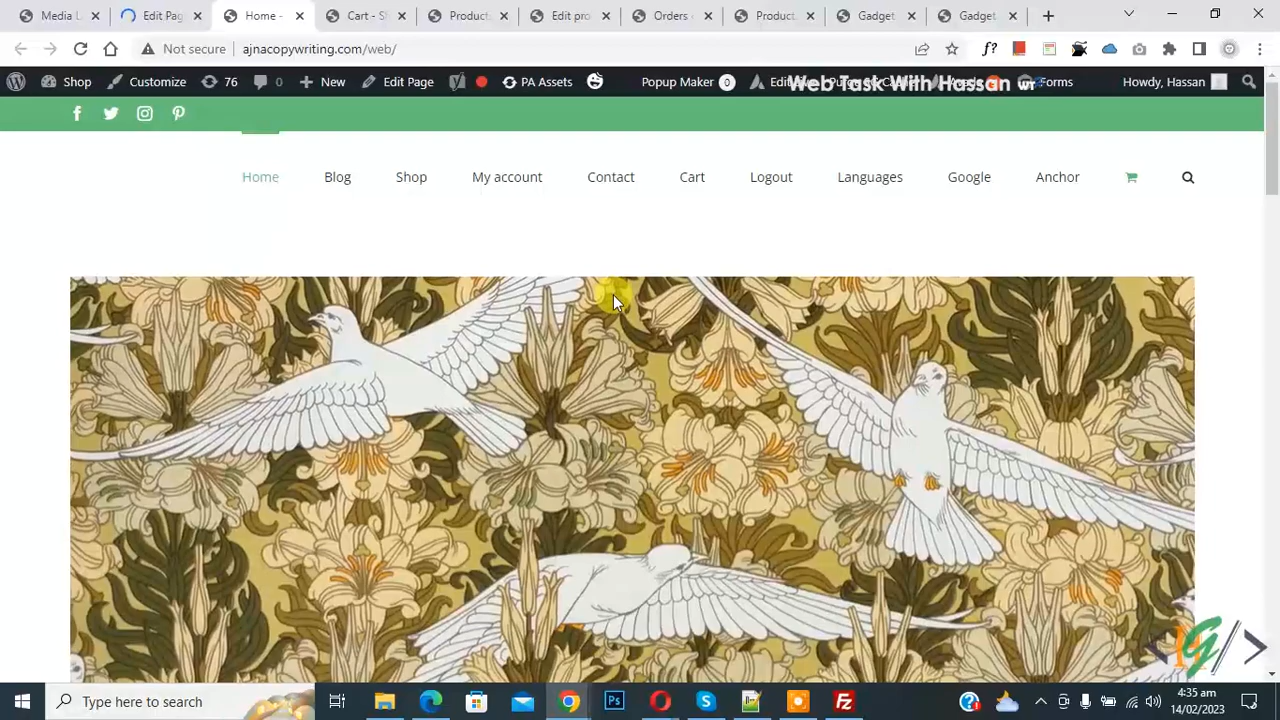 Media L
Edit Pag
Home -
Cart - S
Product
Edit pro
Orders
Product
Gadget
Gadget
Not secure
ajnacopywriting.com/web/
f?
Shop
Customize
76
0
New
Edit Page
PA Assets
Popup Maker 0
Web Task With Hassan
Forms
Howdy, Hassan
Home
Blog
Shop
My account
Contact
Cart
Logout
Languages
Google
Anchor
Type here to search
Ps
Fz
4:35 am
14/02/2023